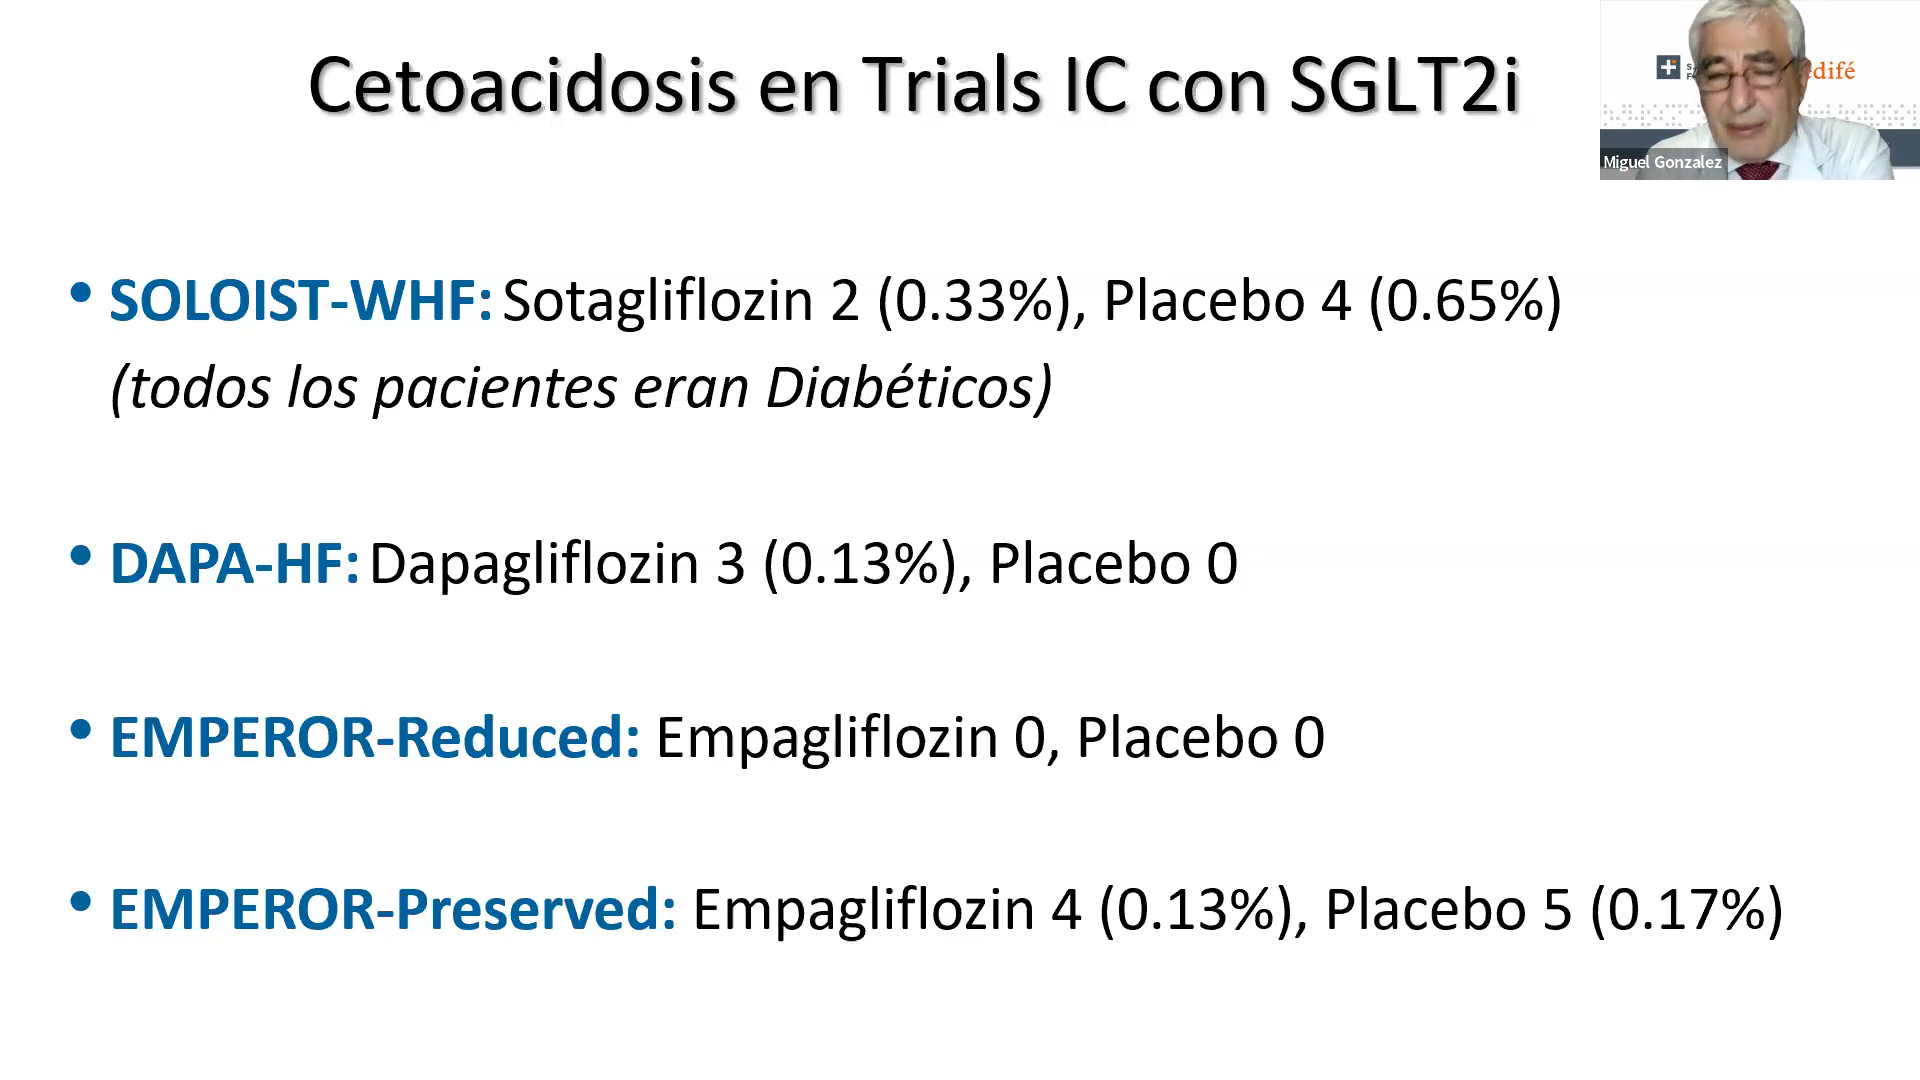 Cetoacidosis en Trials IC con SGLT2i
Miguel Gonzalez
• SOLOIST-WHF: Sotagliflozin 2 (0.33%), Placebo 4 (0.65%)
(todos los pacientes eran Diabéticos)
• DAPA-HF: Dapagliflozin 3 (0.13%), Placebo 0
• EMPEROR-Reduced: Empagliflozin 0, Placebo 0
• EMPEROR-Preserved: Empagliflozin 4 (0.13%), Placebo 5 (0.17%)